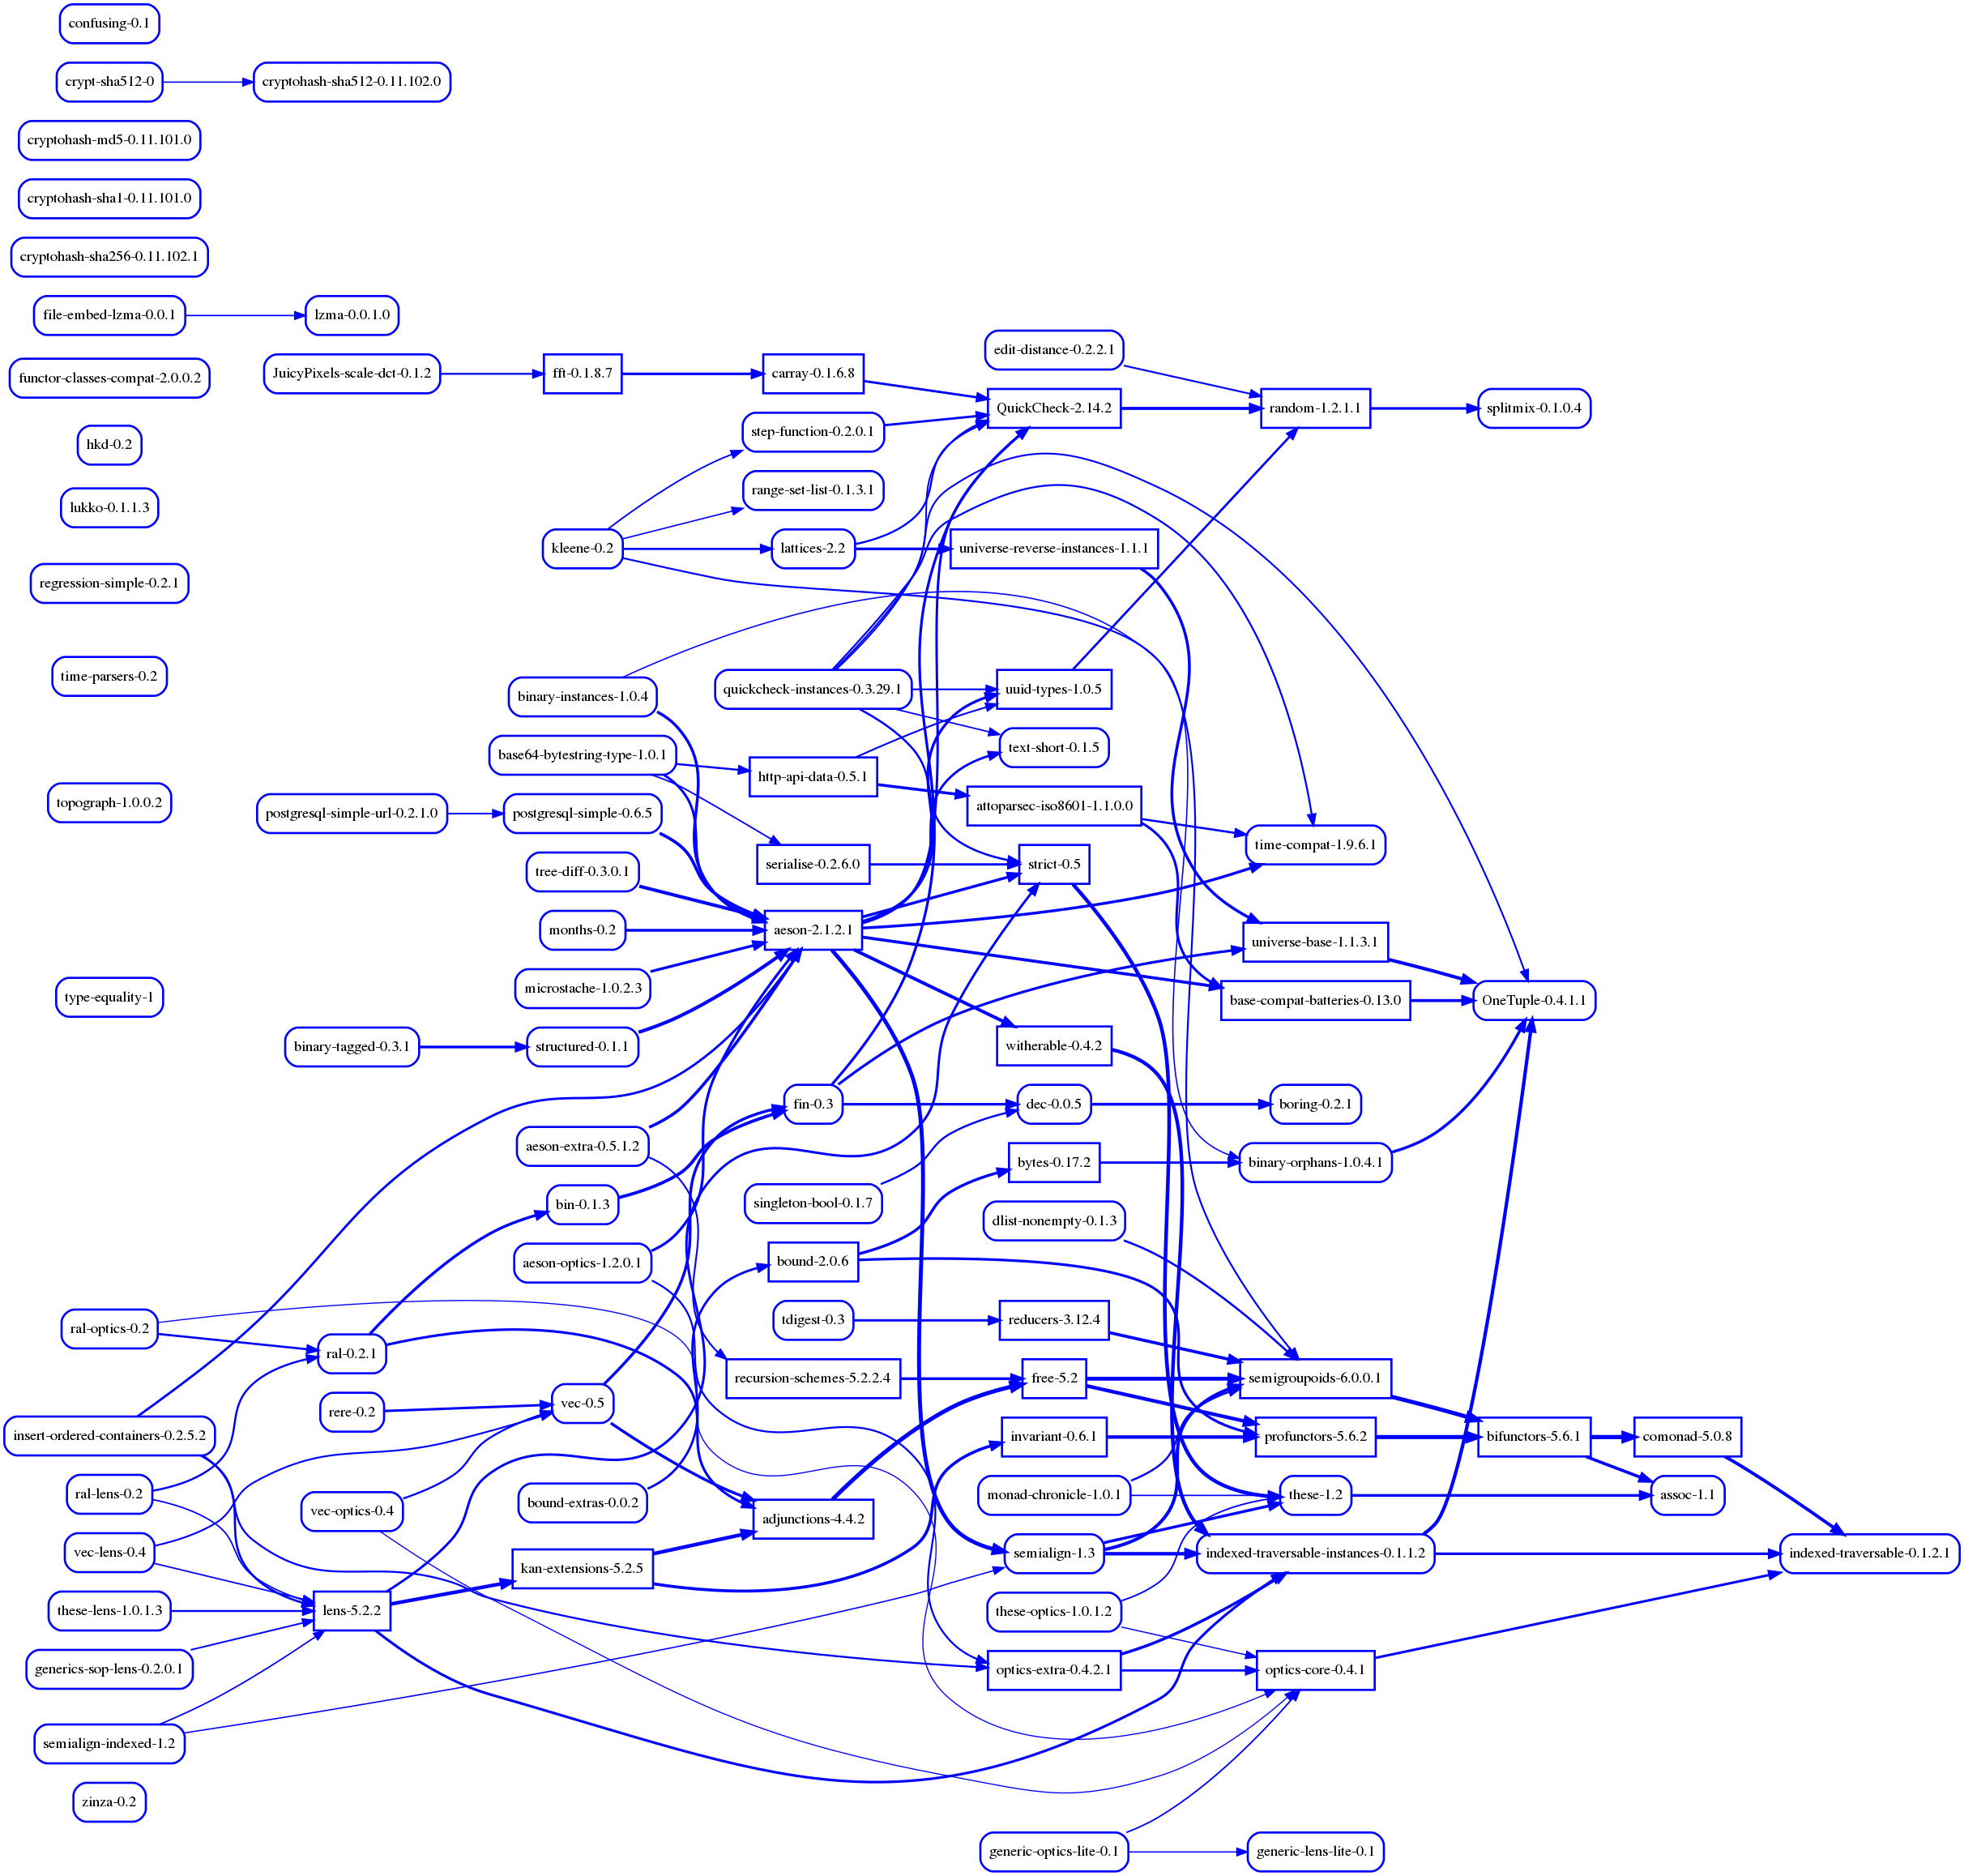 confusing-0.1
crypt-sha512-0
cryptohash-sha512-0.11.102.0
cryptohash-md5-0.11.101.0
cryptohash-sha1-0.11.101.0
cryptohash-sha256-0.11.102.1
file-embed-lzma-0.0.1
lzma-0.0.1.0
edit-distance-0.2.2.1
functor-classes-compat-2.0.0.2
JuicyPixels-scale-dct-0.1.2
fft-0.1.8.7
carray-0.1.6.8
QuickCheck-2.14.2
random-1.2.1.1
splitmix-0.1.0.4
step-function-0.2.0.1
hkd-0.2
range-set-list-0.1.3.1
lukko-0.1.1.3
kleene-0.2
lattices-2.2
universe-reverse-instances-1.1.1
regression-simple-0.2.1
time-parsers-0.2
binary-instances-1.0.4
quickcheck-instances-0.3.29.1
uuid-types-1.0.5
base64-bytestring-type-1.0.1
text-short-0.1.5
http-api-data-0.5.1
topograph-1.0.0.2
postgresql-simple-url-0.2.1.0
postgresql-simple-0.6.5
attoparsec-iso8601-1.1.0.0
time-compat-1.9.6.1
tree-diff-0.3.0.1
serialise-0.2.6.0
strict-0.5
months-0.2
aeson-2.1.2.1
universe-base-1.1.3.1
type-equality-1
microstache-1.0.2.3
base-compat-batteries-0.13.0
OneTuple-0.4.1.1
binary-tagged-0.3.1
structured-0.1.1
witherable-0.4.2
fin-0.3
dec-0.0.5
boring-0.2.1
aeson-extra-0.5.1.2
bytes-0.17.2
binary-orphans-1.0.4.1
bin-0.1.3
singleton-bool-0.1.7
dlist-nonempty-0.1.3
aeson-optics-1.2.0.1
bound-2.0.6
ral-optics-0.2
tdigest-0.3
reducers-3.12.4
ral-0.2.1
recursion-schemes-5.2.2.4
free-5.2
semigroupoids-6.0.0.1
rere-0.2
vec-0.5
insert-ordered-containers-0.2.5.2
invariant-0.6.1
profunctors-5.6.2
bifunctors-5.6.1
comonad-5.0.8
ral-lens-0.2
vec-optics-0.4
bound-extras-0.0.2
adjunctions-4.4.2
monad-chronicle-1.0.1
these-1.2
assoc-1.1
vec-lens-0.4
kan-extensions-5.2.5
semialign-1.3
indexed-traversable-instances-0.1.1.2
indexed-traversable-0.1.2.1
these-lens-1.0.1.3
lens-5.2.2
these-optics-1.0.1.2
generics-sop-lens-0.2.0.1
optics-extra-0.4.2.1
optics-core-0.4.1
semialign-indexed-1.2
zinza-0.2
generic-optics-lite-0.1
generic-lens-lite-0.1